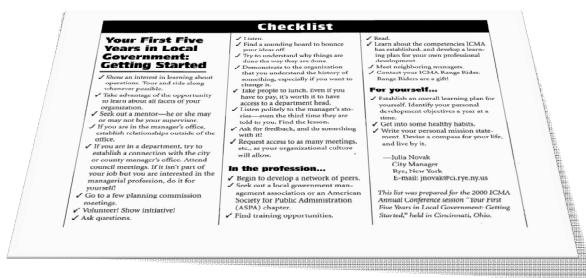 Checklist
Your First Five
Years in Local
Government:
Getting Started
✓ Show an interest in learning about
operations. Tour and ride along
whenever possible.
✓ Take advantage of the opportunity
to learn about all facets of your
organization.
✓ Seek out a mentor—he or she may
or may not be your supervisor.
✓ If you are in the manager's office,
establish relationships outside of the
office.
✓ If you are in a department, try to
establish a connection with the city
or county manager's office. Attend
council meetings. If it isn't part of
your job but you are interested in the
managerial profession, do it for
yourself!
✓ Go to a few planning commission
meetings.
✓ Volunteer! Show initiative!
✓ Ask questions.
✓ Listen.
✓ Find a sounding board to bounce
your ideas off.
✓ Try to understand why things are
done the way they are done.
✓ Demonstrate to the organization
that you understand the history of
something, especially if you want to
change it.
✓ Take people to lunch. Even if you
have to pay, it's worth it to have
access to a department head.
✓ Listen politely to the manager's sto-
ries—even the third time they are
told to you. Find the lesson.
✓ Ask for feedback, and do something
with it!
✓ Request access to as many meetings,
etc., as your organizational culture
will allow.
In the profession...
✓ Begin to develop a network of peers.
✓ Seek out a local government man-
agement association or an American
Society for Public Administration
(ASPA) chapter.
✓ Find training opportunities.
✓ Read.
✓ Learn about the competencies ICMA
has established, and develop a learn-
ing plan for your own professional
development.
✓ Meet neighboring managers.
✓ Contact your ICMA Range Rider.
Range Riders are a gift!
For yourself...
✓ Establish an overall learning plan for
yourself. Identify your personal
development objectives a year at a
time.
✓ Get into some healthy habits.
✓ Write your personal mission state-
ment. Devise a compass for your life,
and live by it.
—Julia Novak
City Manager
Rye, New York
E-mail: jnovak@ci.rye.ny.us
This list was prepared for the 2000 ICMA
Annual Conference session "Your First
Five Years in Local Government: Getting
Started," held in Cincinnati, Ohio.